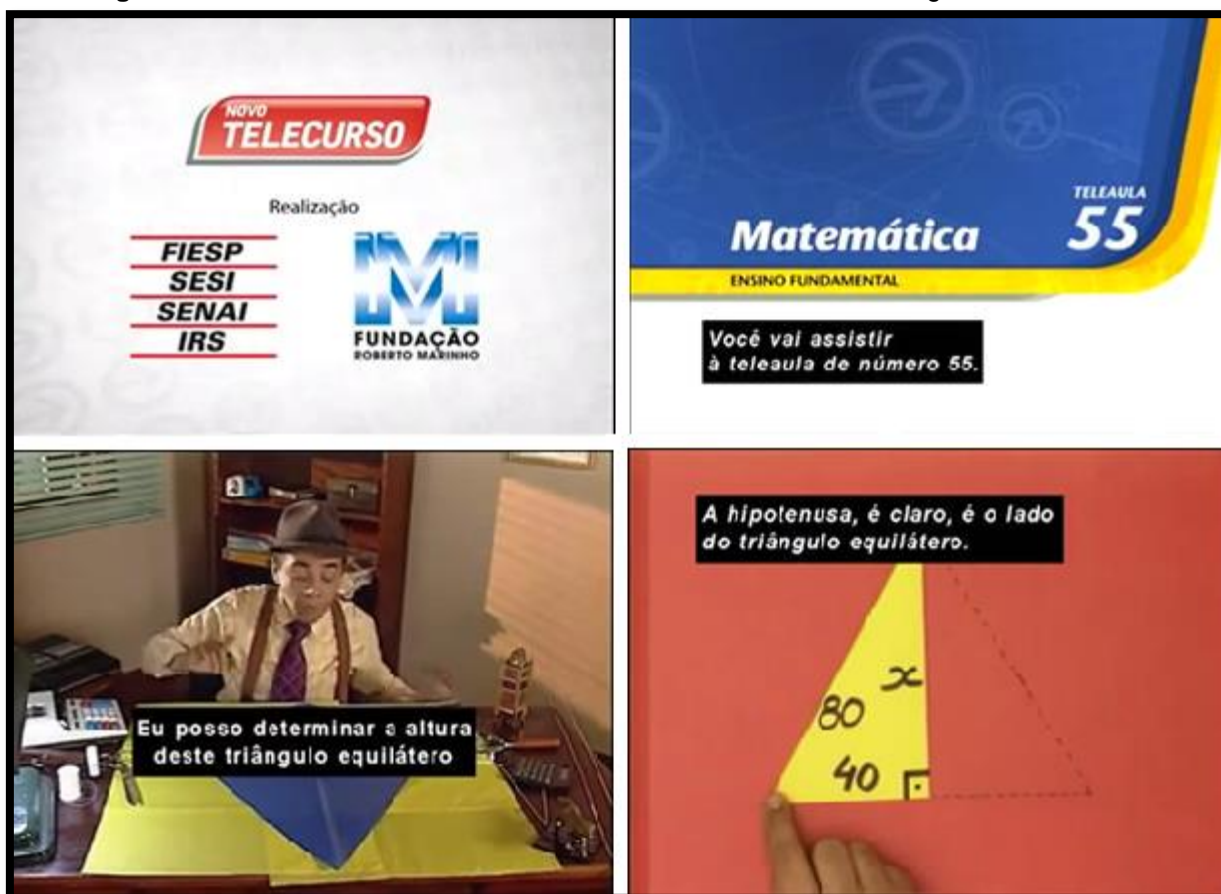 NOVO
TELECURSO
Realização
FIESP
SESI
SENAI
IRS
FUNDAÇÃO
ROBERTO MARINHO
TELEAULA
55
Matemática
ENSINO FUNDAMENTAL
Você vai assistir
à teleaula de número 55.
Eu posso determinar a altura
deste triângulo equilátero
A hipotenusa, é claro, é o lado
do triângulo equilátero.
x
80
40